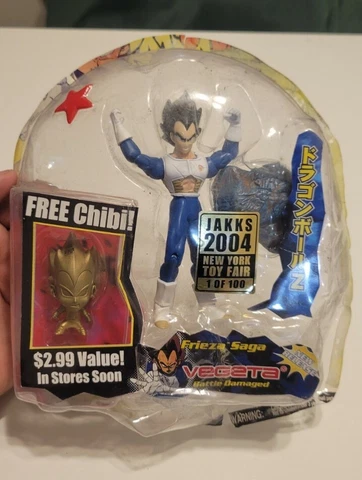 FREE Chibi!
$2.99 Value!
In Stores Soon
JAKKS
2004
NEW YORK
TOY FAIR
1 OF 100
ドラゴンボールZ
Frieza Saga
VEGETA
Battle Damaged
WARNING: